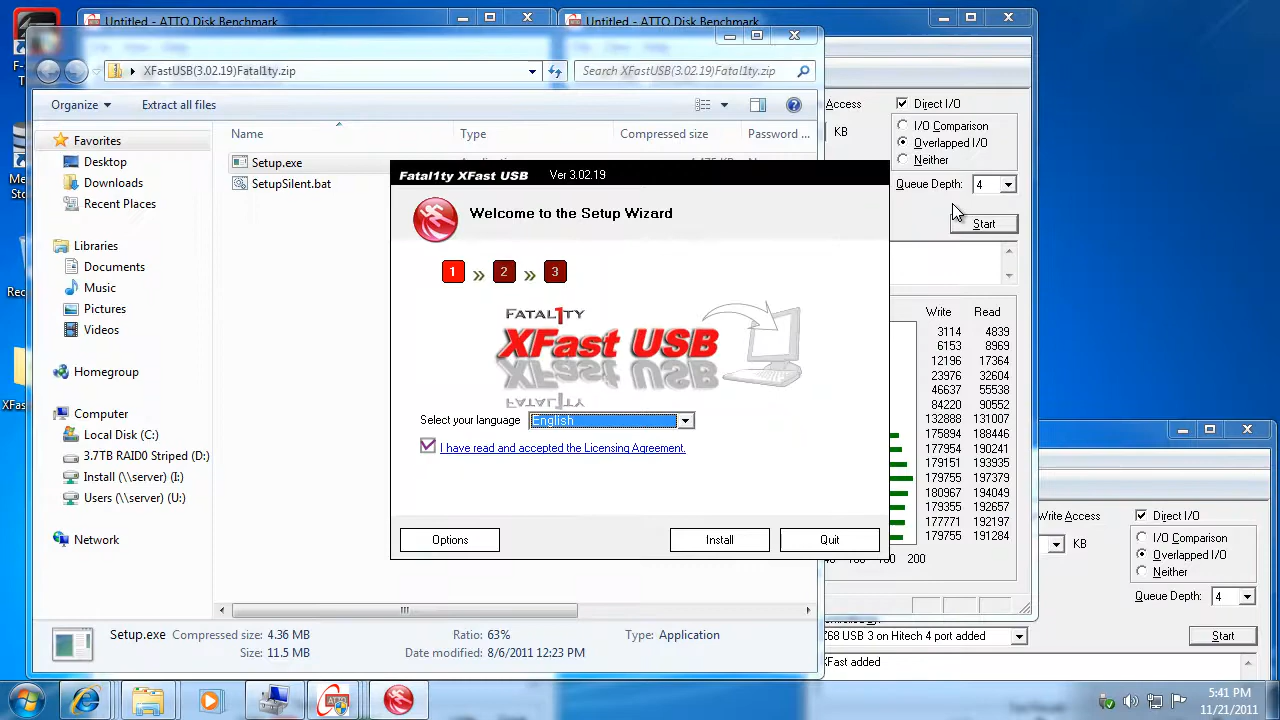 Untitled - ATTO Disk Benchmark
Untitled - ATTO Disk Benchmark
XFastUSB(3.02.19)Fatal1ty.zip
Search XFastUSB(3.02.19)Fatal1ty.zip
Organize
Extract all files
Name
Type
Compressed size
Password ...
Favorites
Desktop
Downloads
Recent Places
Libraries
Documents
Music
Pictures
Videos
Homegroup
Computer
Local Disk (C:)
3.7TB RAID0 Striped (D:)
Install (\\server) (I:)
Users (\\server) (U:)
Network
Setup.exe
SetupSilent.bat
Fatal1ty XFast USB Ver 3.02.19
Welcome to the Setup Wizard
1 » 2 » 3
FATAL1TY
XFast USB
Select your language English
I have read and accepted the Licensing Agreement.
Options
Install
Quit
Access
Direct I/O
KB
I/O Comparison
Overlapped I/O
Neither
Queue Depth: 4
Start
Write Read
3114 4839
6153 8969
12196 17364
23976 32604
46637 55538
84220 90552
132888 131007
175894 188446
177954 190241
179151 193935
179755 197379
180967 194049
179355 192657
177771 192197
179755 191284
200
Write Access
Direct I/O
KB
I/O Comparison
Overlapped I/O
Neither
Queue Depth: 4
Start
Z68 USB 3 on Hitech 4 port added
XFast added
Setup.exe Compressed size: 4.36 MB
Ratio: 63%
Type: Application
Size: 11.5 MB
Date modified: 8/6/2011 12:23 PM
5:41 PM
11/21/2011